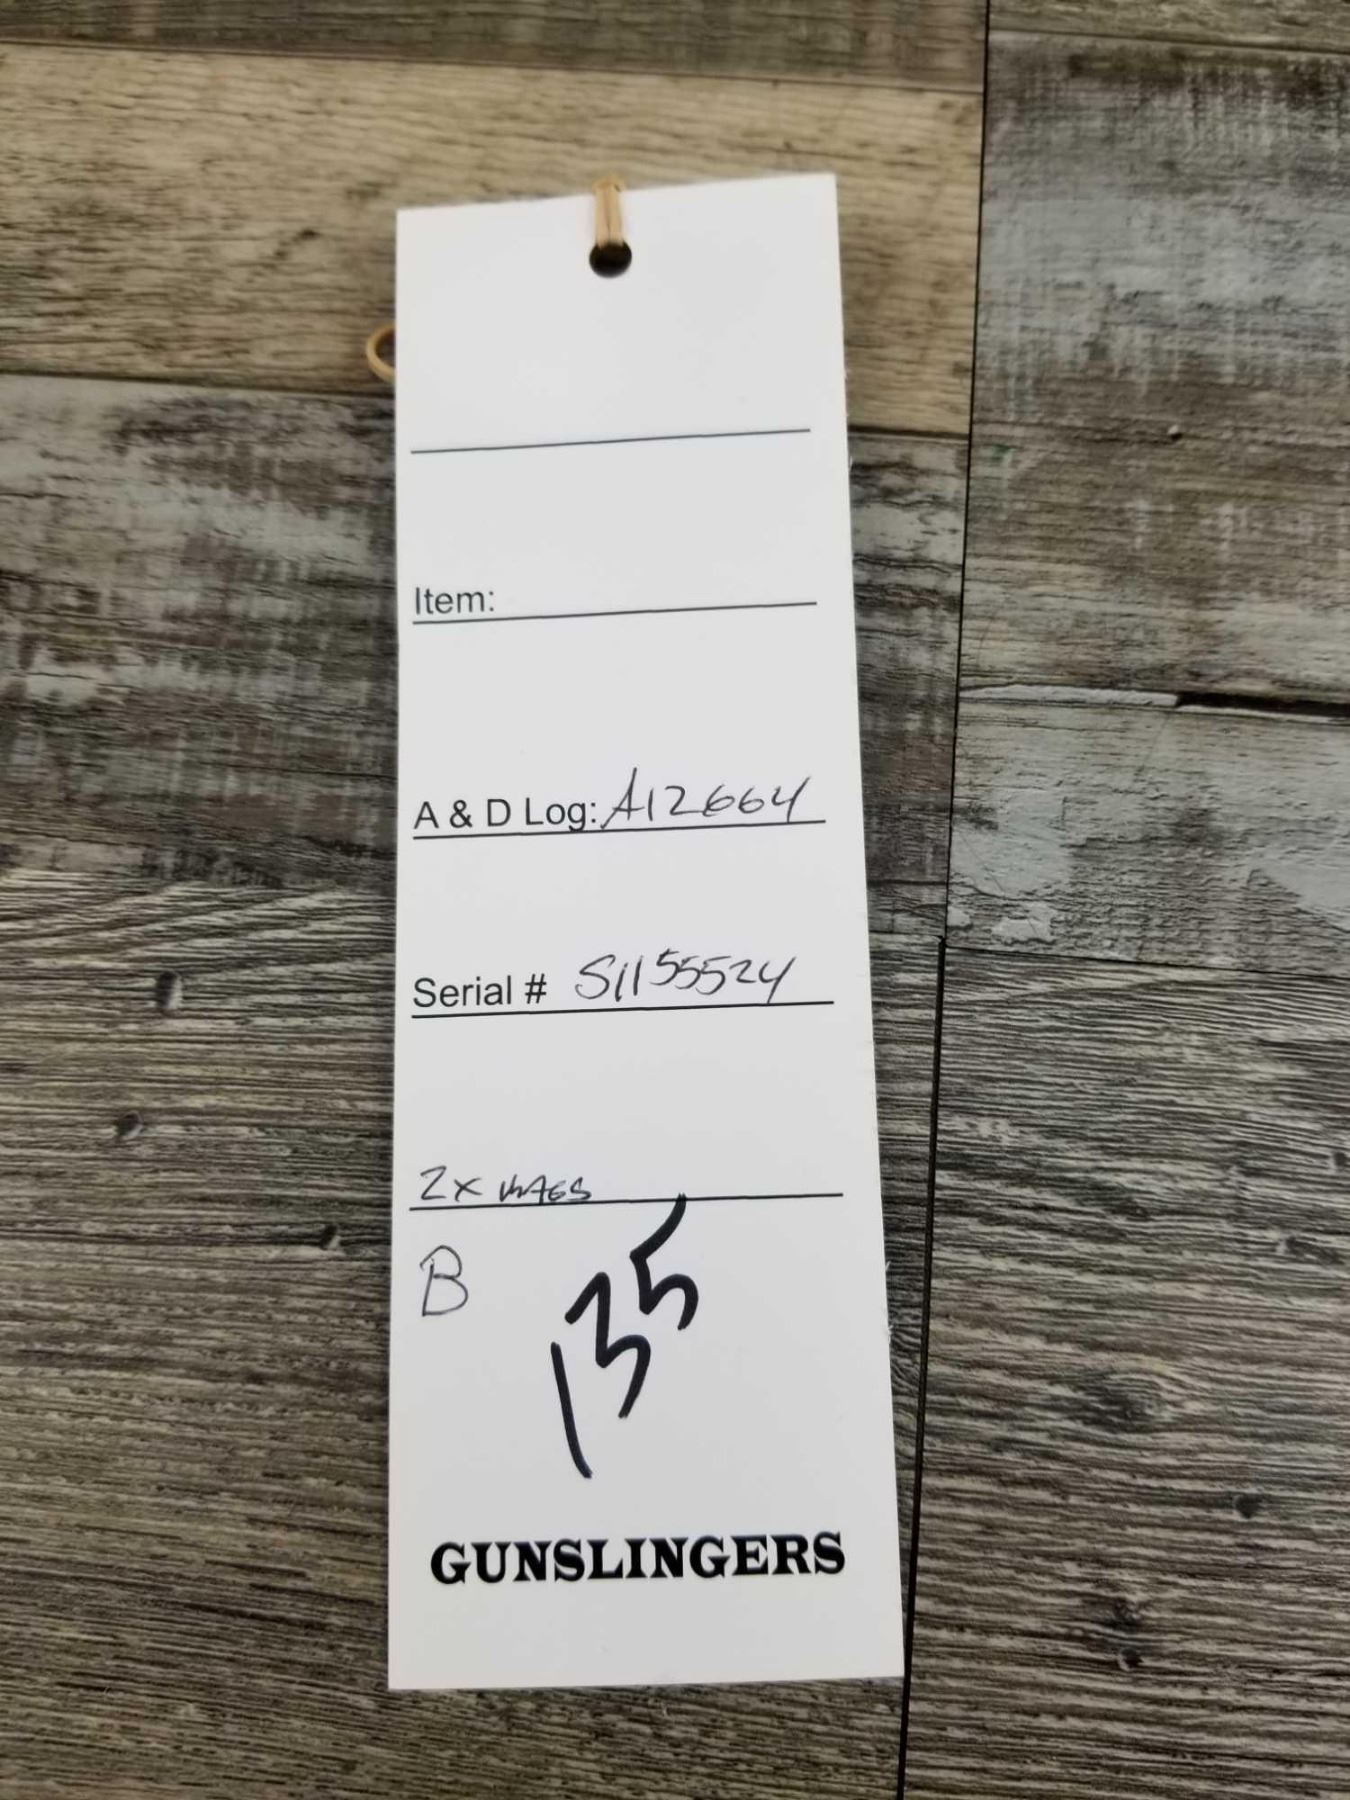 Item:
A & D Log: A12664
Serial # S1155524
2x MAGS
B
135
GUNSLINGERS